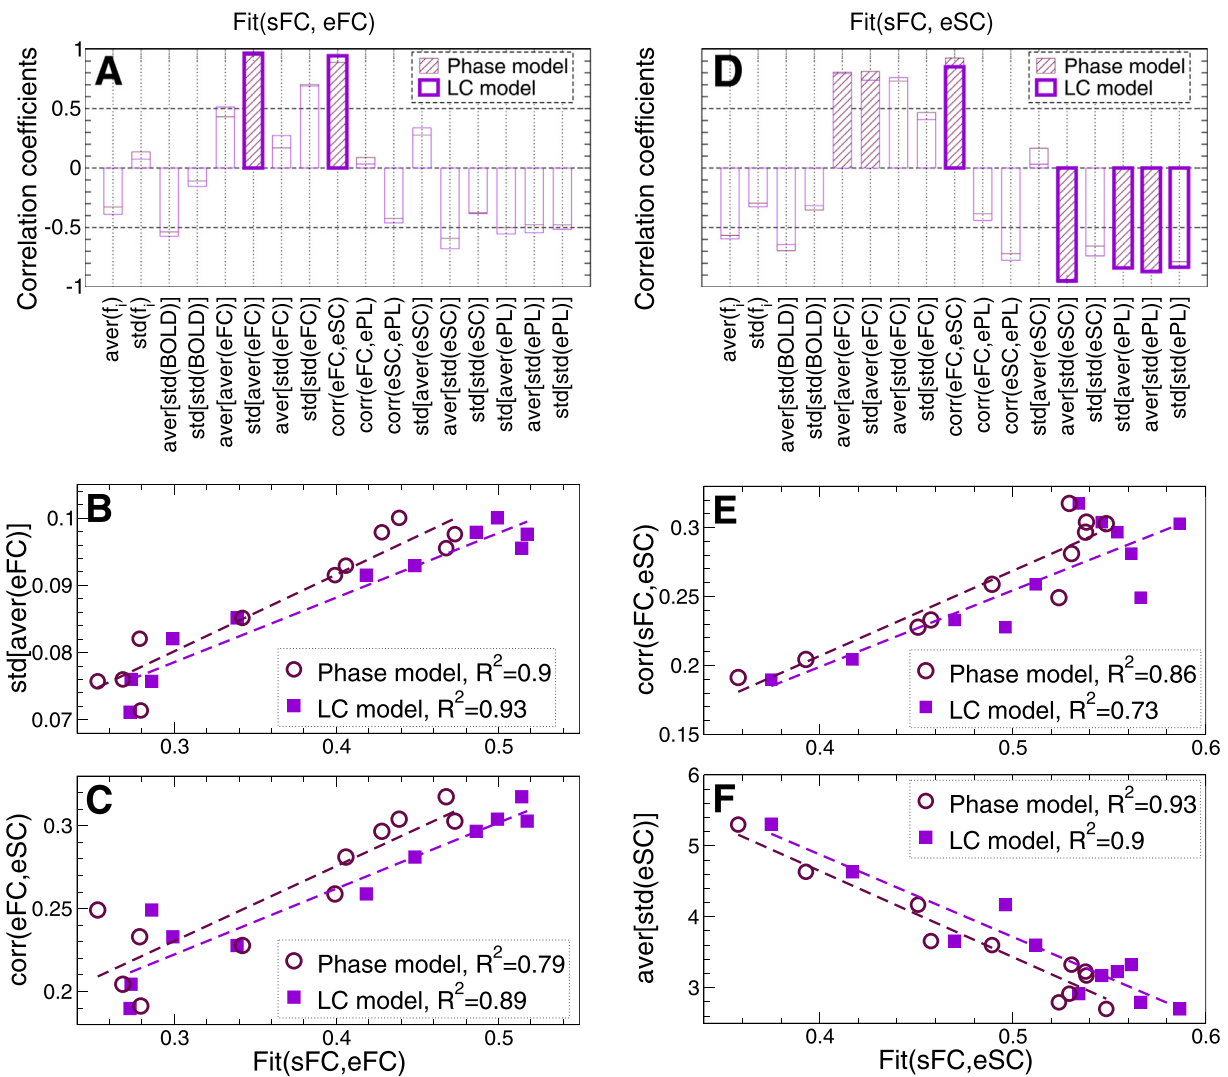 Fit(sFC, eFC)
A
Phase model
LC model
Correlation coefficients
1
0.5
0
-0.5
-1
aver(fi)
std(fi)
aver[std(BOLD)]
std[std(BOLD)]
aver[aver(eFC)]
std[aver(eFC)]
aver[std(eFC)]
std[std(eFC)]
corr(eFC,eSC)
corr(eFC,ePL)
corr(eSC,ePL)
std[aver(eSC)]
aver[std(eSC)]
std[std(eSC)]
std[aver(ePL)]
aver[std(ePL)]
std[std(ePL)]
Fit(sFC, eSC)
D
Phase model
LC model
Correlation coefficients
1
0.5
0
-0.5
-1
aver(fi)
std(fi)
aver[std(BOLD)]
std[std(BOLD)]
aver[aver(eFC)]
std[aver(eFC)]
aver[std(eFC)]
std[std(eFC)]
corr(eFC,eSC)
corr(eFC,ePL)
corr(eSC,ePL)
std[aver(eSC)]
aver[std(eSC)]
std[std(eSC)]
std[aver(ePL)]
aver[std(ePL)]
std[std(ePL)]
B
std[aver(eFC)]
0.1
0.09
0.08
0.07
Phase model, R²=0.9
LC model, R²=0.93
0.3 0.4 0.5
E
corr(sFC,eSC)
0.3
0.25
0.2
0.15
Phase model, R²=0.86
LC model, R²=0.73
0.4 0.5 0.6
C
corr(eFC,eSC)
0.3
0.25
0.2
Phase model, R²=0.79
LC model, R²=0.89
0.3 0.4 0.5
Fit(sFC,eFC)
F
aver[std(eSC)]
6
5
4
3
Phase model, R²=0.93
LC model, R²=0.9
0.4 0.5 0.6
Fit(sFC,eSC)